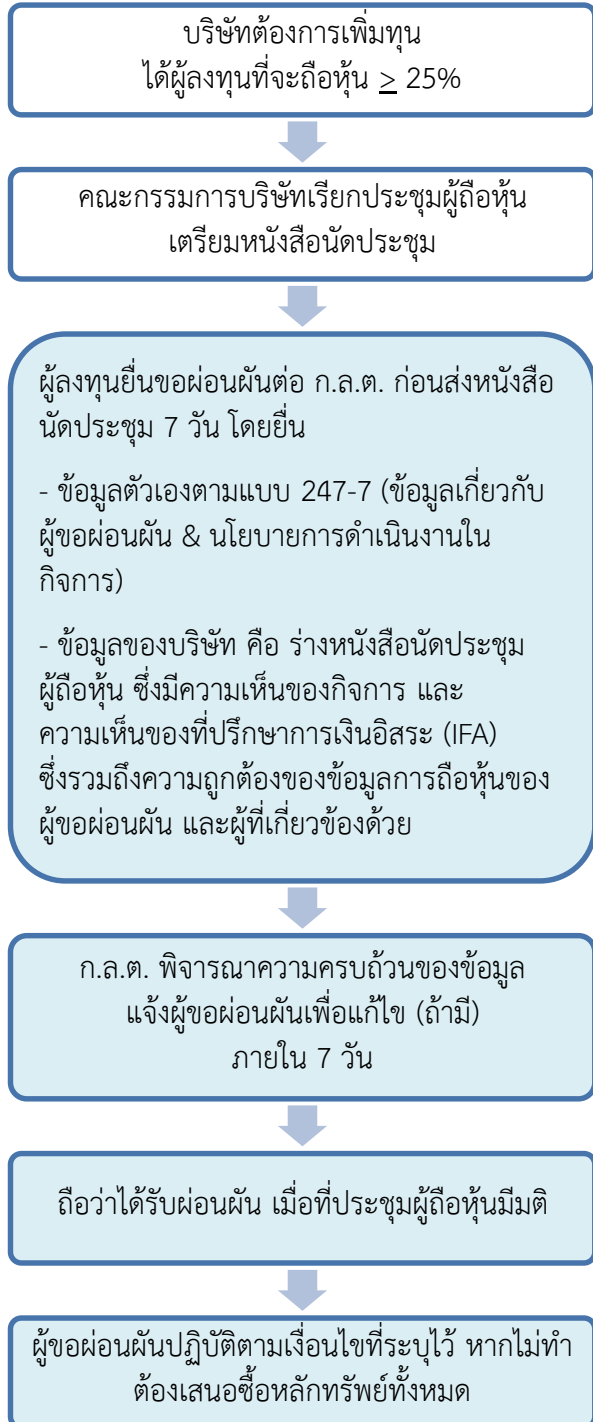 บริษัทต้องการเพิ่มทุน
ได้ผู้ลงทุนที่จะถือหุ้น ≥ 25%
คณะกรรมการบริษัทเรียกประชุมผู้ถือหุ้น
เตรียมหนังสือนัดประชุม
ผู้ลงทุนยื่นขอผ่อนผันต่อ ก.ล.ต. ก่อนส่งหนังสือ
นัดประชุม 7 วัน โดยยื่น
- ข้อมูลตัวเองตามแบบ 247-7 (ข้อมูลเกี่ยวกับ
ผู้ขอผ่อนผัน & นโยบายการดำเนินงานใน
กิจการ)
- ข้อมูลของบริษัท คือ ร่างหนังสือนัดประชุม
ผู้ถือหุ้น ซึ่งมีความเห็นของกิจการ และ
ความเห็นของที่ปรึกษาการเงินอิสระ (IFA)
ซึ่งรวมถึงความถูกต้องของข้อมูลการถือหุ้นของ
ผู้ขอผ่อนผัน และผู้ที่เกี่ยวข้องด้วย
ก.ล.ต. พิจารณาความครบถ้วนของข้อมูล
แจ้งผู้ขอผ่อนผันเพื่อแก้ไข (ถ้ามี)
ภายใน 7 วัน
ถือว่าได้รับผ่อนผัน เมื่อที่ประชุมผู้ถือหุ้นมีมติ
ผู้ขอผ่อนผันปฏิบัติตามเงื่อนไขที่ระบุไว้ หากไม่ทำ
ต้องเสนอซื้อหลักทรัพย์ทั้งหมด